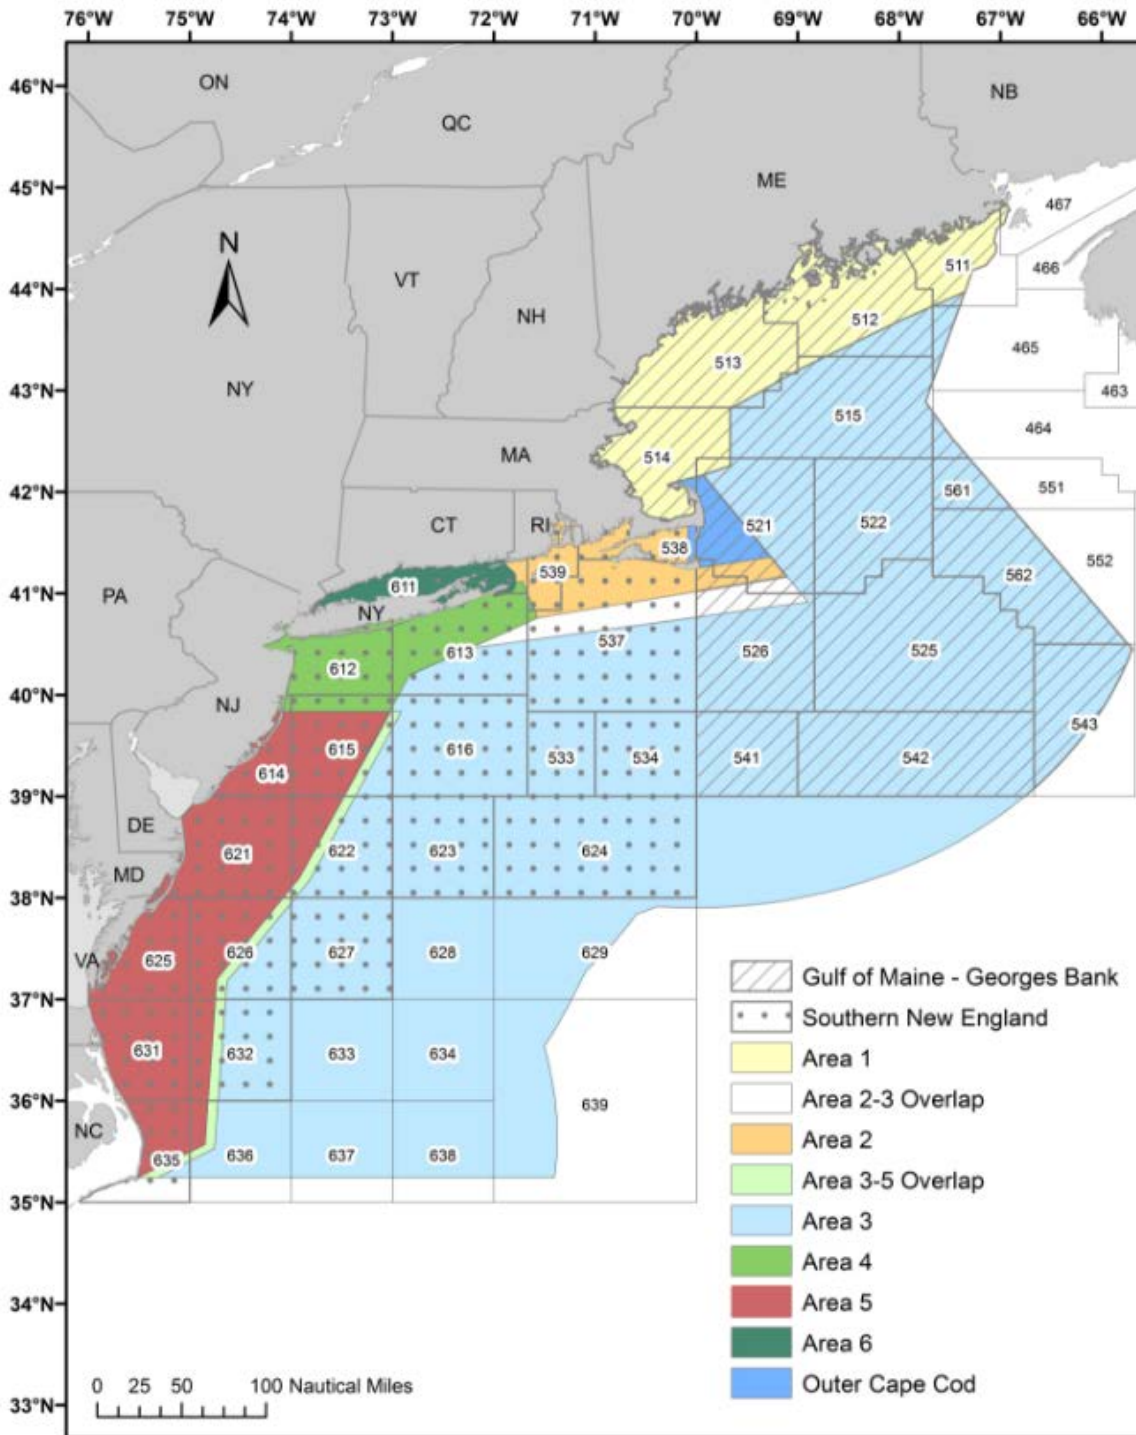 76°W 75°W 74°W 73°W 72°W 71°W 70°W 69°W 68°W 67°W 66°W
46°N
ON
NB
QC
45°N
ME
467
N
VT
511
466
44°N
NH
512
465
513
43°N
NY
463
515
464
MA
514
42°N
561
551
CT
RI
521
522
538
552
539
562
611
41°N
PA
NY
537
613
526
525
612
40°N
NJ
543
615
616
533
534
541
542
614
39°N
DE
621
622
623
624
MD
38°N
626
627
628
629
VA
625
Gulf of Maine - Georges Bank
37°N
Southern New England
631
632
633
634
Area 1
36°N
639
Area 2-3 Overlap
NC
Area 2
635
636
637
638
Area 3-5 Overlap
35°N
Area 3
Area 4
34°N
Area 5
Area 6
0 25 50 100 Nautical Miles
Outer Cape Cod
33°N